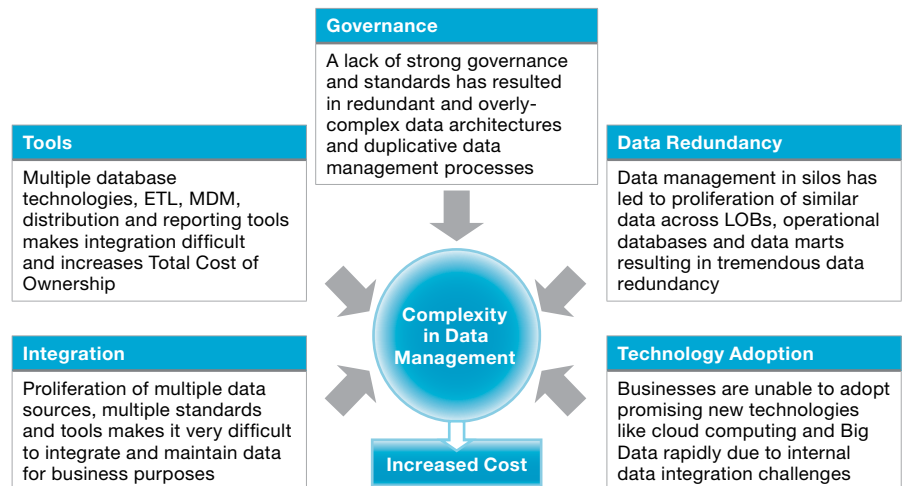 Governance
A lack of strong governance
and standards has resulted
in redundant and overly-
complex data architectures
and duplicative data
management processes
Tools
Multiple database
technologies, ETL, MDM,
distribution and reporting tools
makes integration difficult
and increases Total Cost of
Ownership
Data Redundancy
Data management in silos has
led to proliferation of similar
data across LOBs, operational
databases and data marts
resulting in tremendous data
redundancy
Complexity
in Data
Management
Integration
Proliferation of multiple data
sources, multiple standards
and tools makes it very difficult
to integrate and maintain data
for business purposes
Technology Adoption
Businesses are unable to adopt
promising new technologies
like cloud computing and Big
Data rapidly due to internal
data integration challenges
Increased Cost